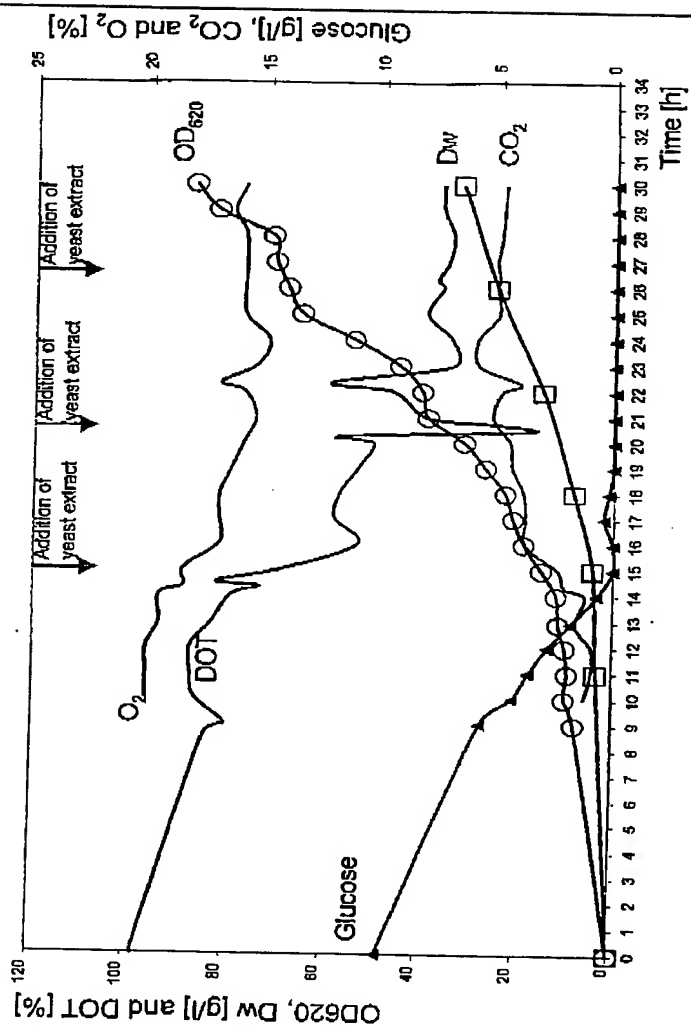 Glucose [g/l], CO₂ and O₂ [%]
25
20
15
10
5
0
Addition of
yeast extract
Addition of
yeast extract
Addition of
yeast extract
OD₆₂₀
Dw
CO₂
O₂
DOT
Glucose
0 1 2 3 4 5 6 7 8 9 10 11 12 13 14 15 16 17 18 19 20 21 22 23 24 25 26 27 28 29 30 31 32 33 34
Time [h]
120
100
80
60
40
20
0
OD620, Dw [g/l] and DOT [%]